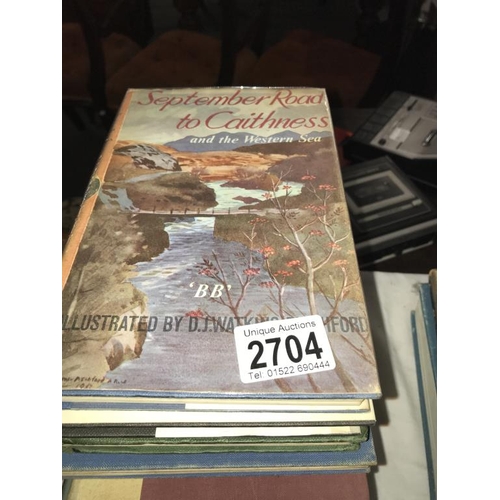 September Road
to Caithness
and the Western Sea
'BB'
ILLUSTRATED BY D.J.WATKINS-PITCHFORD
Unique Auctions
2704
Tel: 01522 690444